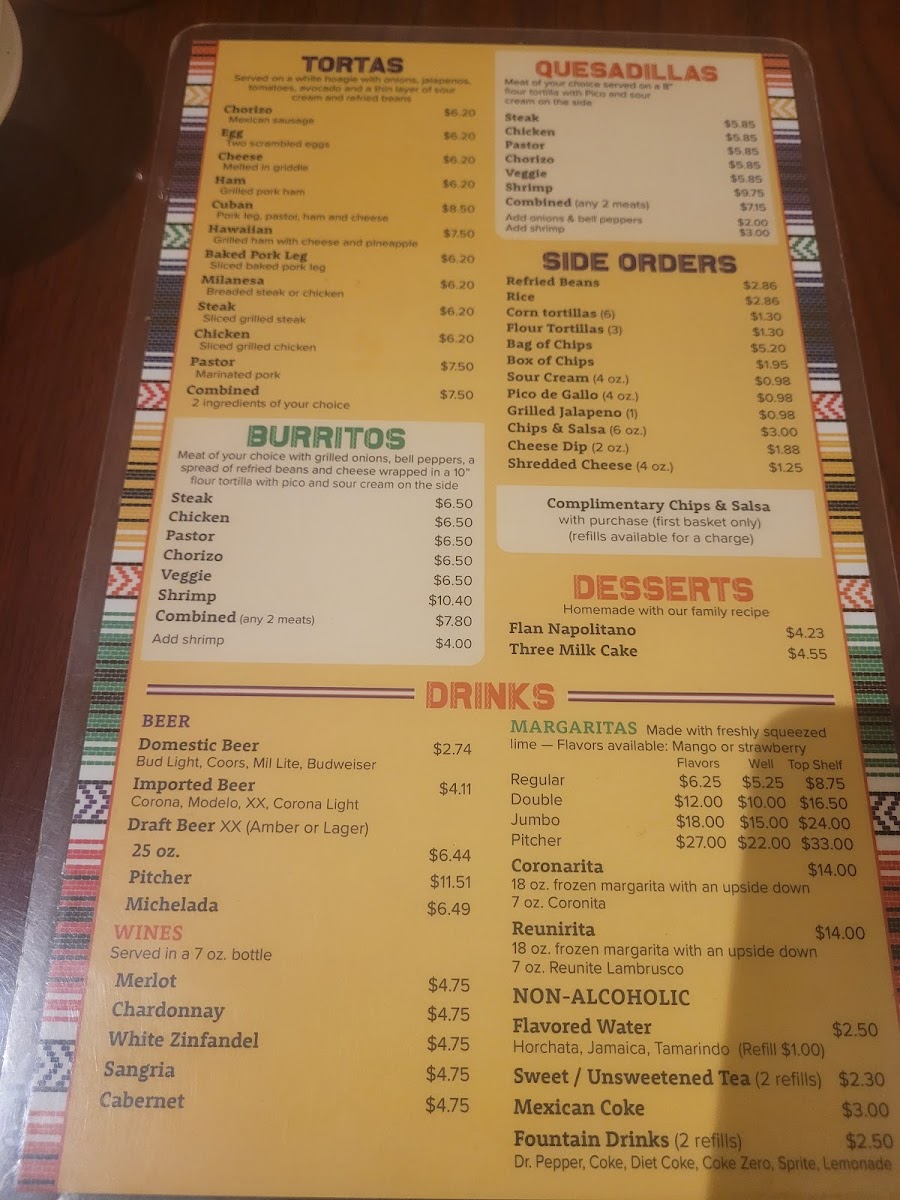 TORTAS
Served on a white hoagie with onions, jalapenos,
tomatoes, avocado and a thin layer of sour
cream and refried beans
Chorizo $6.20
Mexican sausage
Egg $6.20
Two scrambled eggs
Cheese $6.20
Melted in griddle
Ham $6.20
Grilled pork ham
Cuban $8.50
Pork leg, pastor, ham and cheese
Hawaiian $7.50
Grilled ham with cheese and pineapple
Baked Pork Leg $6.20
Sliced baked pork leg
Milanesa $6.20
Breaded steak or chicken
Steak $6.20
Sliced grilled steak
Chicken $6.20
Sliced grilled chicken
Pastor $7.50
Marinated pork
Combined $7.50
2 ingredients of your choice
BURRITOS
Meat of your choice with grilled onions, bell peppers, a
spread of refried beans and cheese wrapped in a 10"
flour tortilla with pico and sour cream on the side
Steak $6.50
Chicken $6.50
Pastor $6.50
Chorizo $6.50
Veggie $6.50
Shrimp $10.40
Combined (any 2 meats) $7.80
Add shrimp $4.00
QUESADILLAS
Meat of your choice served on a 8"
flour tortilla with Pico and sour
cream on the side
Steak $5.85
Chicken $5.85
Pastor $5.85
Chorizo $5.85
Veggie $5.85
Shrimp $9.75
Combined (any 2 meats) $7.15
Add onions & bell peppers $2.00
Add shrimp $3.00
SIDE ORDERS
Refried Beans $2.86
Rice $2.86
Corn tortillas (6) $1.30
Flour Tortillas (3) $1.30
Bag of Chips $5.20
Box of Chips $1.95
Sour Cream (4 oz.) $0.98
Pico de Gallo (4 oz.) $0.98
Grilled Jalapeno (1) $0.98
Chips & Salsa (6 oz.) $3.00
Cheese Dip (2 oz.) $1.88
Shredded Cheese (4 oz.) $1.25
Complimentary Chips & Salsa
with purchase (first basket only)
(refills available for a charge)
DESSERTS
Homemade with our family recipe
Flan Napolitano $4.23
Three Milk Cake $4.55
DRINKS
BEER
Domestic Beer $2.74
Bud Light, Coors, Mil Lite, Budweiser
Imported Beer $4.11
Corona, Modelo, XX, Corona Light
Draft Beer XX (Amber or Lager)
25 oz. $6.44
Pitcher $11.51
Michelada $6.49
WINES
Served in a 7 oz. bottle
Merlot $4.75
Chardonnay $4.75
White Zinfandel $4.75
Sangria $4.75
Cabernet $4.75
MARGARITAS Made with freshly squeezed
lime — Flavors available: Mango or strawberry
Flavors Well Top Shelf
Regular $6.25 $5.25 $8.75
Double $12.00 $10.00 $16.50
Jumbo $18.00 $15.00 $24.00
Pitcher $27.00 $22.00 $33.00
Coronarita $14.00
18 oz. frozen margarita with an upside down
7 oz. Coronita
Reunirita $14.00
18 oz. frozen margarita with an upside down
7 oz. Reunite Lambrusco
NON-ALCOHOLIC
Flavored Water $2.50
Horchata, Jamaica, Tamarindo (Refill $1.00)
Sweet / Unsweetened Tea (2 refills) $2.30
Mexican Coke $3.00
Fountain Drinks (2 refills) $2.50
Dr. Pepper, Coke, Diet Coke, Coke Zero, Sprite, Lemonade